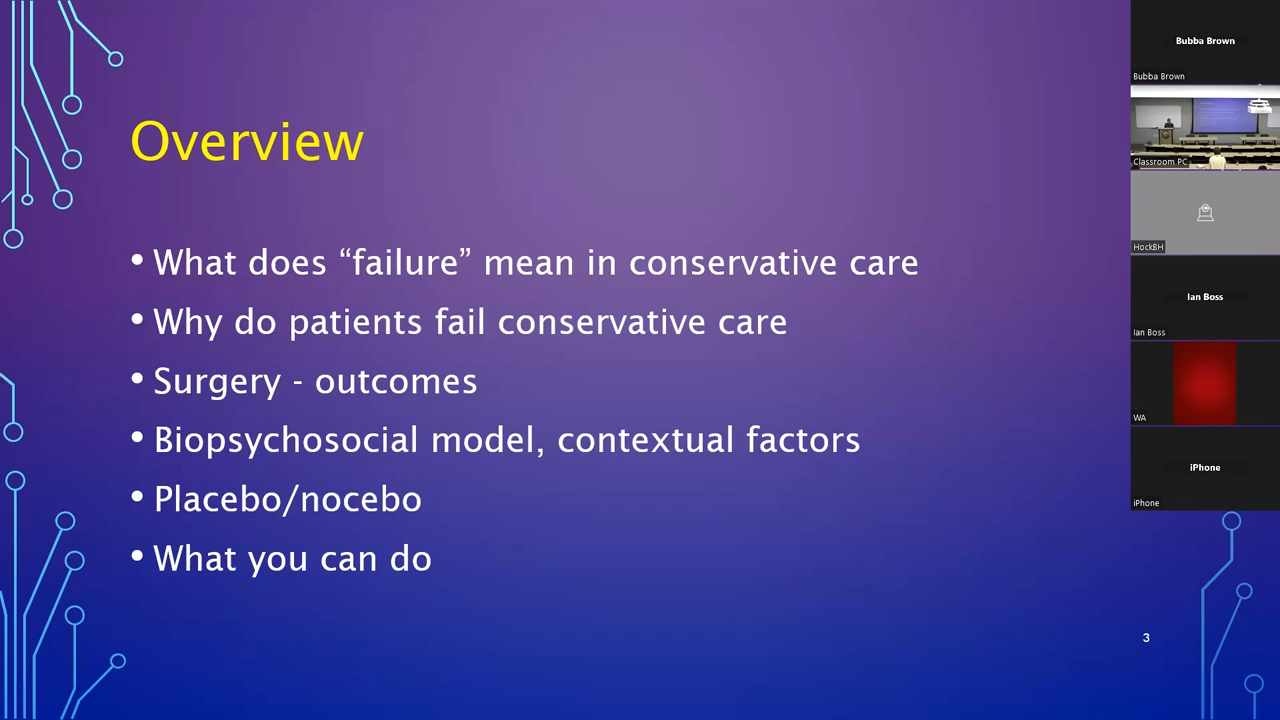 Overview
• What does “failure” mean in conservative care
• Why do patients fail conservative care
• Surgery - outcomes
• Biopsychosocial model, contextual factors
• Placebo/nocebo
• What you can do
3
Bubba Brown
Bubba Brown
Classroom PC
HockBH
Ian Boss
Ian Boss
WA
iPhone
iPhone